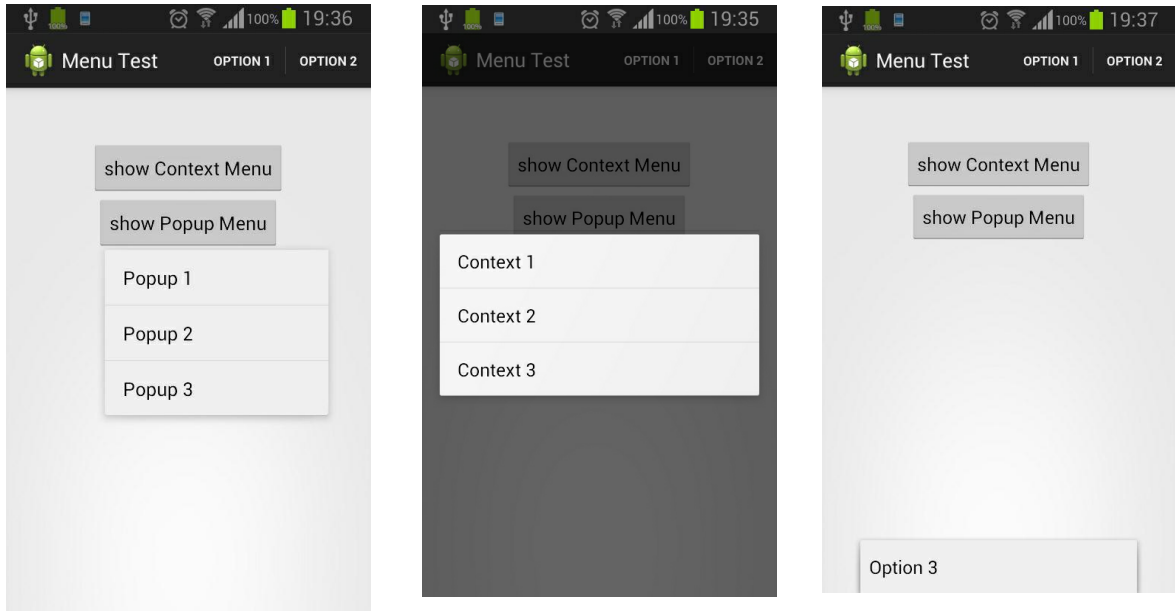 100% 100% 19:36
Menu Test OPTION 1 OPTION 2
show Context Menu
show Popup Menu
Popup 1
Popup 2
Popup 3
100% 100% 19:35
Menu Test OPTION 1 OPTION 2
show Context Menu
show Popup Menu
Context 1
Context 2
Context 3
100% 100% 19:37
Menu Test OPTION 1 OPTION 2
show Context Menu
show Popup Menu
Option 3